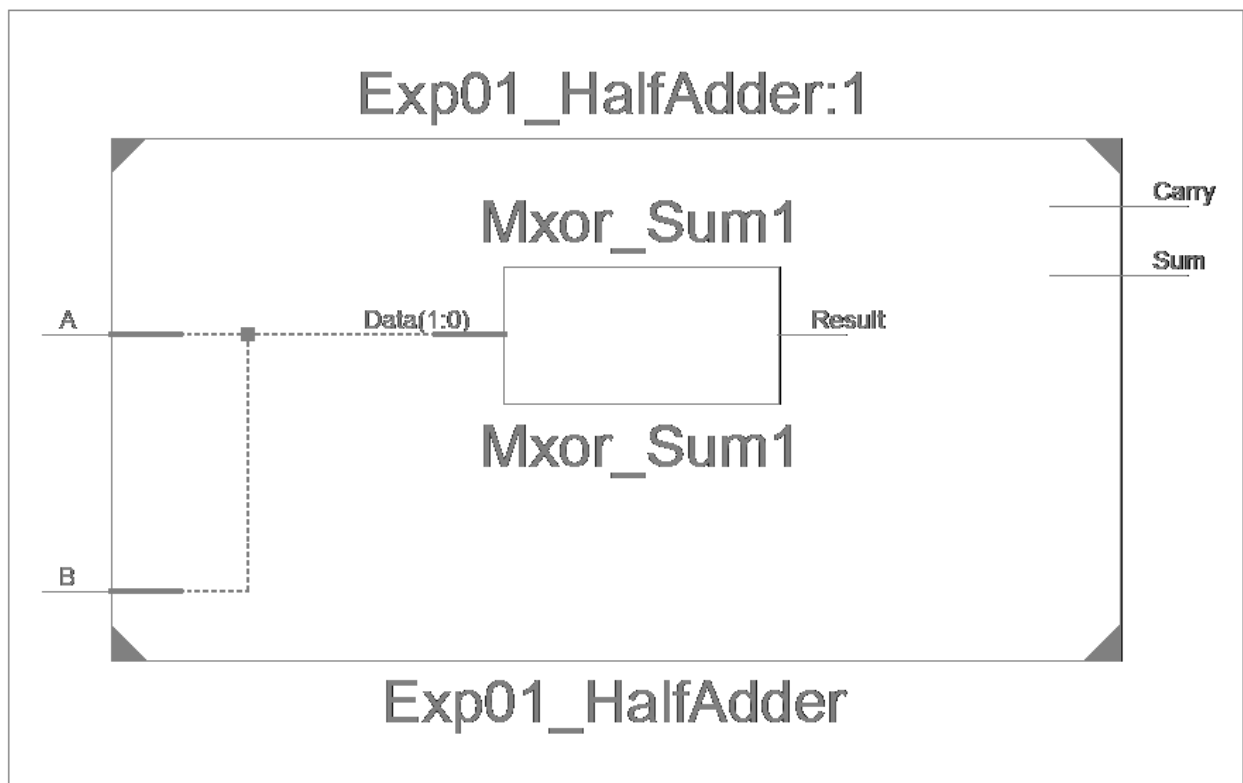 Exp01_HalfAdder:1
Carry
Mxor_Sum1
Sum
A
Data(1:0)
Result
Mxor_Sum1
B
Exp01_HalfAdder